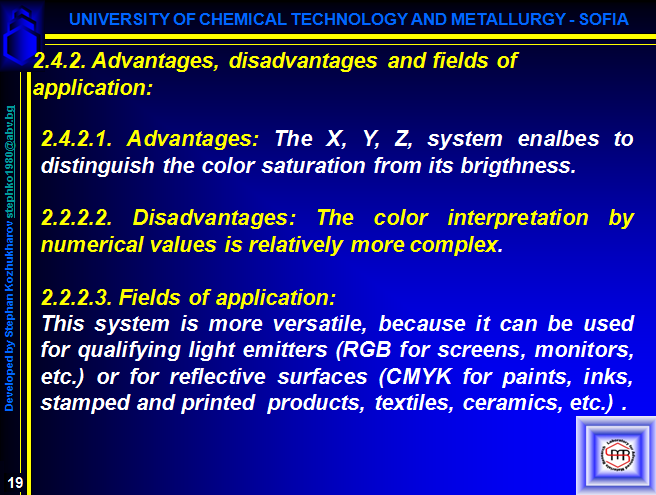 UNIVERSITY OF CHEMICAL TECHNOLOGY AND METALLURGY - SOFIA
2.4.2. Advantages, disadvantages and fields of
application:
2.4.2.1. Advantages: The X, Y, Z, system enalbes to
distinguish the color saturation from its brigthness.
2.2.2.2. Disadvantages: The color interpretation by
numerical values is relatively more complex.
2.2.2.3. Fields of application:
This system is more versatile, because it can be used
for qualifying light emitters (RGB for screens, monitors,
etc.) or for reflective surfaces (CMYK for paints, inks,
stamped and printed products, textiles, ceramics, etc.) .
Developed by Stephan Kozhukharov stephko1980@abv.bg
19